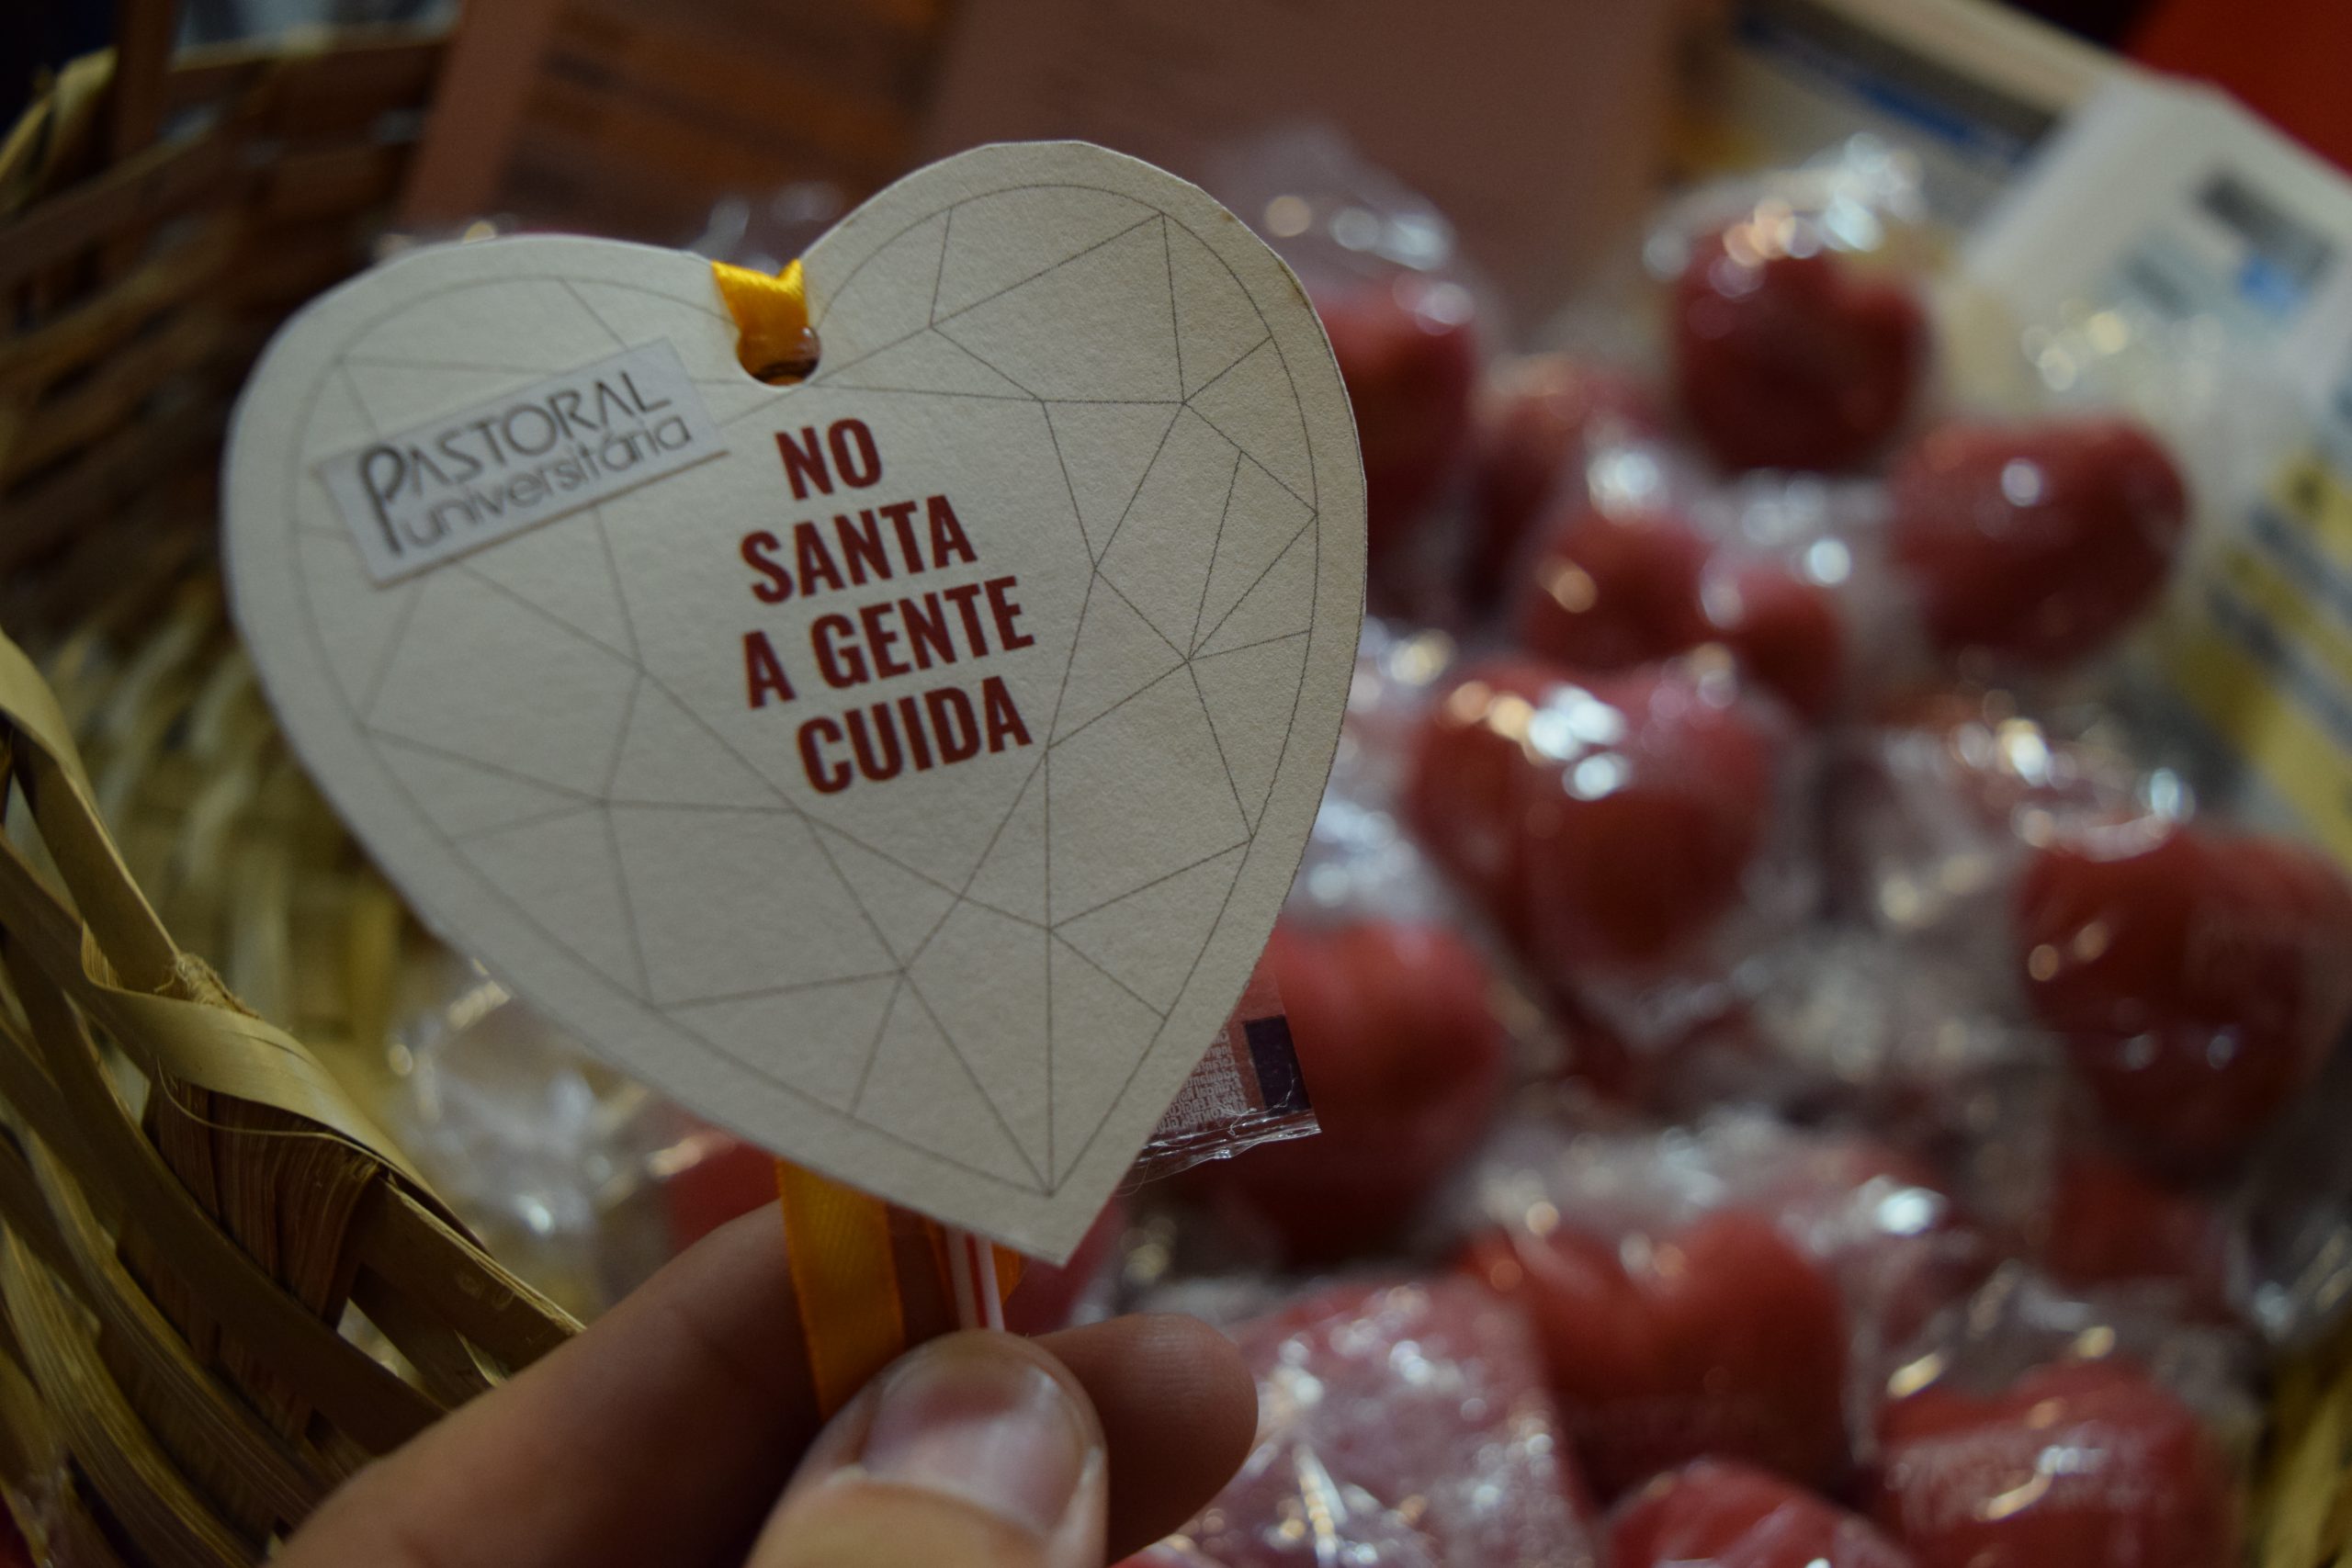 PASTORAL
universitária
NO
SANTA
A GENTE
CUIDA